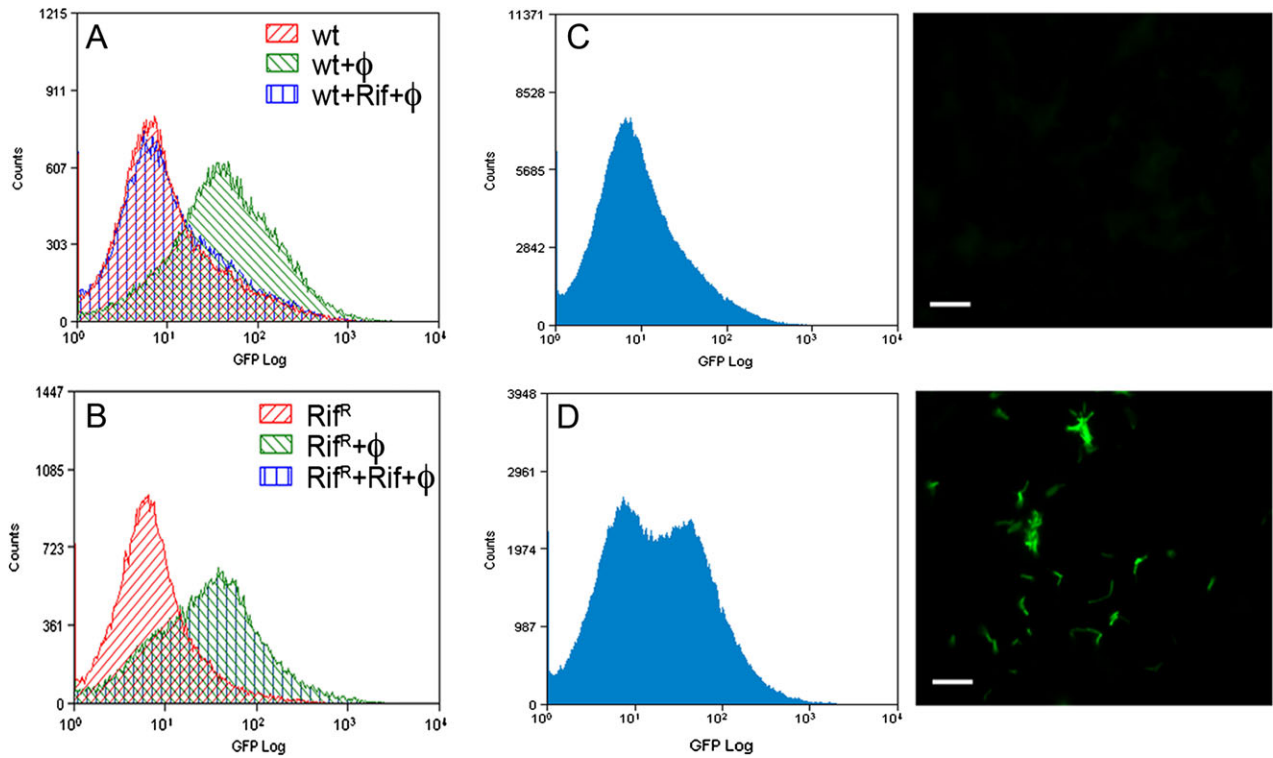 A
wt
wt+ϕ
wt+Rif+ϕ
Counts
1215
911
607
303
0
10⁰ 10¹ 10² 10³ 10⁴
GFP Log
C
Counts
11371
8528
5685
2842
0
10⁰ 10¹ 10² 10³ 10⁴
GFP Log
B
Rifᴿ
Rifᴿ+ϕ
Rifᴿ+Rif+ϕ
Counts
1447
1085
723
361
0
10⁰ 10¹ 10² 10³ 10⁴
GFP Log
D
Counts
3948
2961
1974
987
0
10⁰ 10¹ 10² 10³ 10⁴
GFP Log